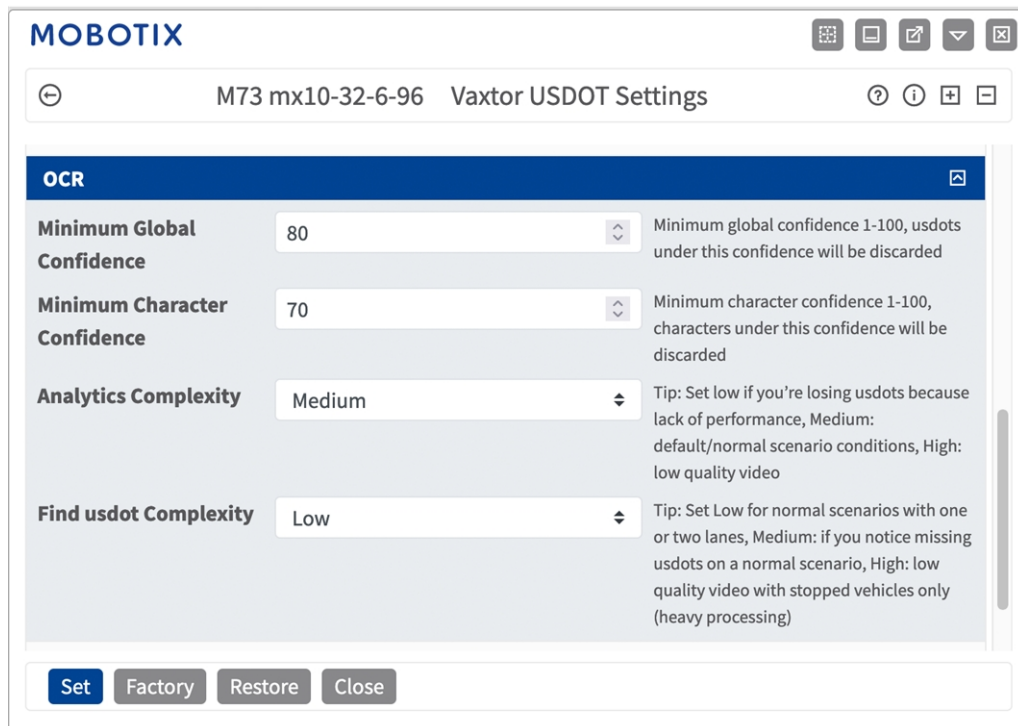 MOBOTIX
M73 mx10-32-6-96 Vaxtor USDOT Settings
OCR
Minimum Global
Confidence
80
Minimum global confidence 1-100, usdots
under this confidence will be discarded
Minimum Character
Confidence
70
Minimum character confidence 1-100,
characters under this confidence will be
discarded
Analytics Complexity
Medium
Tip: Set low if you’re losing usdots because
lack of performance, Medium:
default/normal scenario conditions, High:
low quality video
Find usdot Complexity
Low
Tip: Set Low for normal scenarios with one
or two lanes, Medium: if you notice missing
usdots on a normal scenario, High: low
quality video with stopped vehicles only
(heavy processing)
Set Factory Restore Close